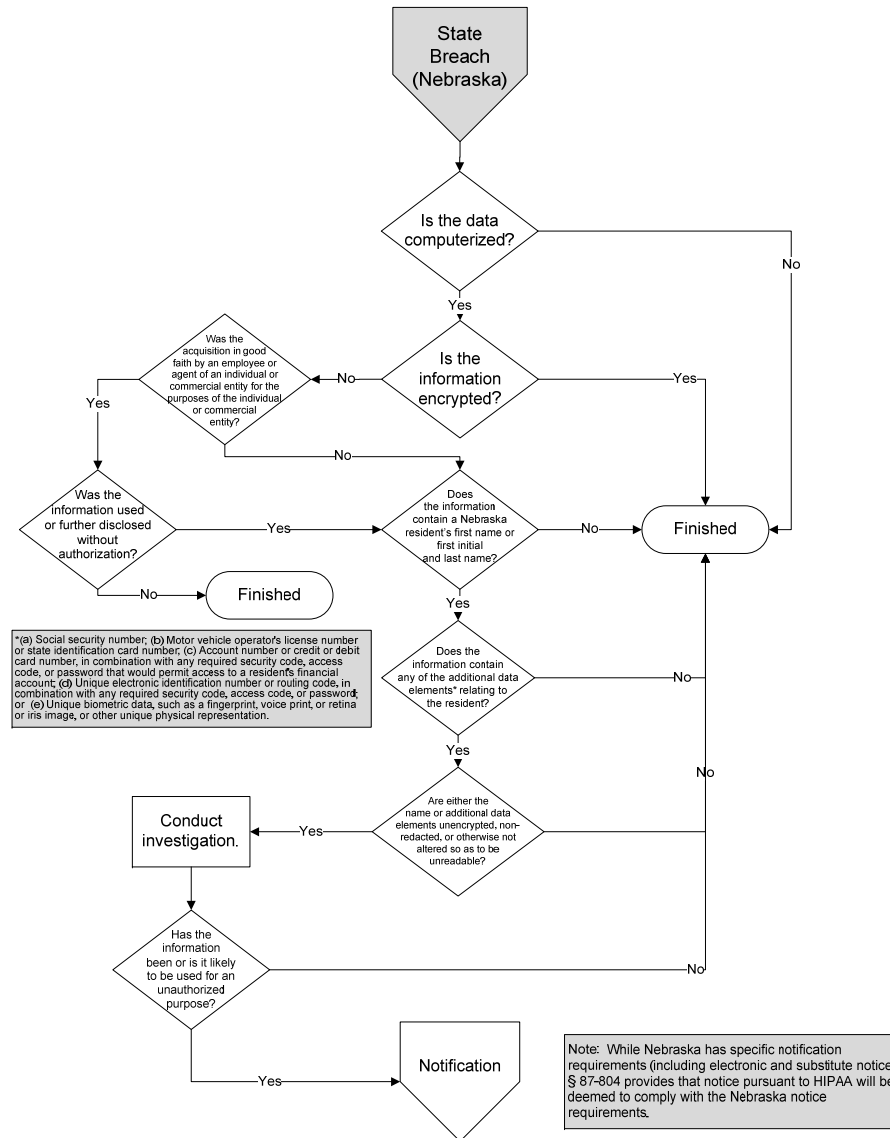 State
Breach
(Nebraska)
Is the data
computerized?
No
Yes
Was the
acquisition in good
faith by an employee or
agent of an individual or
commercial entity for the
purposes of the individual
or commercial
entity?
No
Is the
information
encrypted?
Yes
Yes
No
Was the
information used
or further disclosed
without
authorization?
Yes
Does
the information
contain a Nebraska
resident's first name or
first initial
and last name?
No
Finished
No
Finished
Yes
*(a) Social security number; (b) Motor vehicle operator's license number
or state identification card number; (c) Account number or credit or debit
card number, in combination with any required security code, access
code, or password that would permit access to a resident's financial
account; (d) Unique electronic identification number or routing code, in
combination with any required security code, access code, or password;
or (e) Unique biometric data, such as a fingerprint, voice print, or retina
or iris image, or other unique physical representation.
Does the
information contain
any of the additional data
elements* relating to
the resident?
No
Yes
No
Conduct
investigation.
Yes
Are either the
name or additional data
elements unencrypted, non-
redacted, or otherwise not
altered so as to be
unreadable?
Has the
information
been or is it likely
to be used for an
unauthorized
purpose?
No
Yes
Notification
Note: While Nebraska has specific notification
requirements (including electronic and substitute notice
§ 87-804 provides that notice pursuant to HIPAA will be
deemed to comply with the Nebraska notice
requirements.